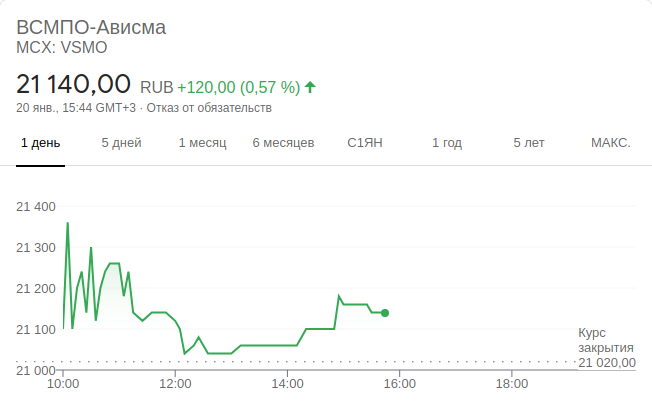 ВСМПО-Ависма
MCX: VSMO
21 140,00 RUB +120,00 (0,57 %)
20 янв., 15:44 GMT+3 · Отказ от обязательств
1 день 5 дней 1 месяц 6 месяцев С1ЯН 1 год 5 лет МАКС.
21 400
21 300
21 200
21 100
Курс
закрытия
21 020,00
21 000
10:00 12:00 14:00 16:00 18:00